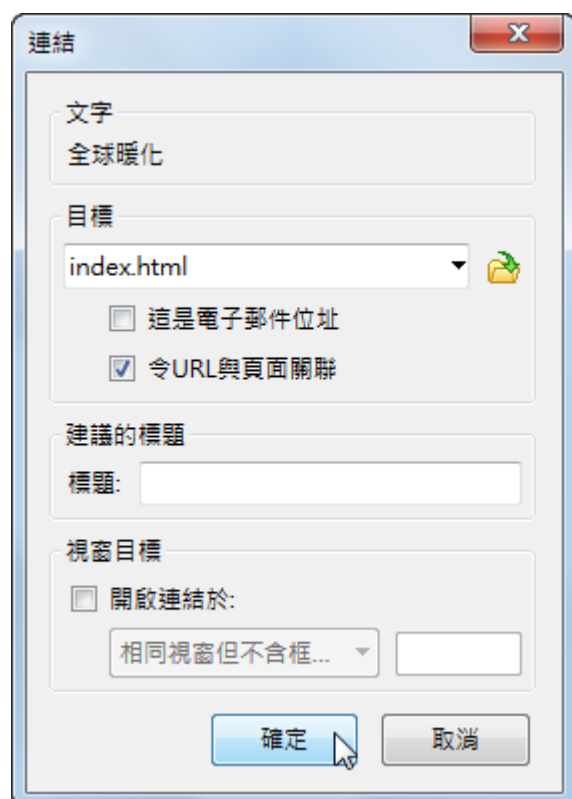 連結
文字
全球暖化
目標
index.html
這是電子郵件位址
令URL與頁面關聯
建議的標題
標題:
視窗目標
開啟連結於:
相同視窗但不含框...
確定
取消